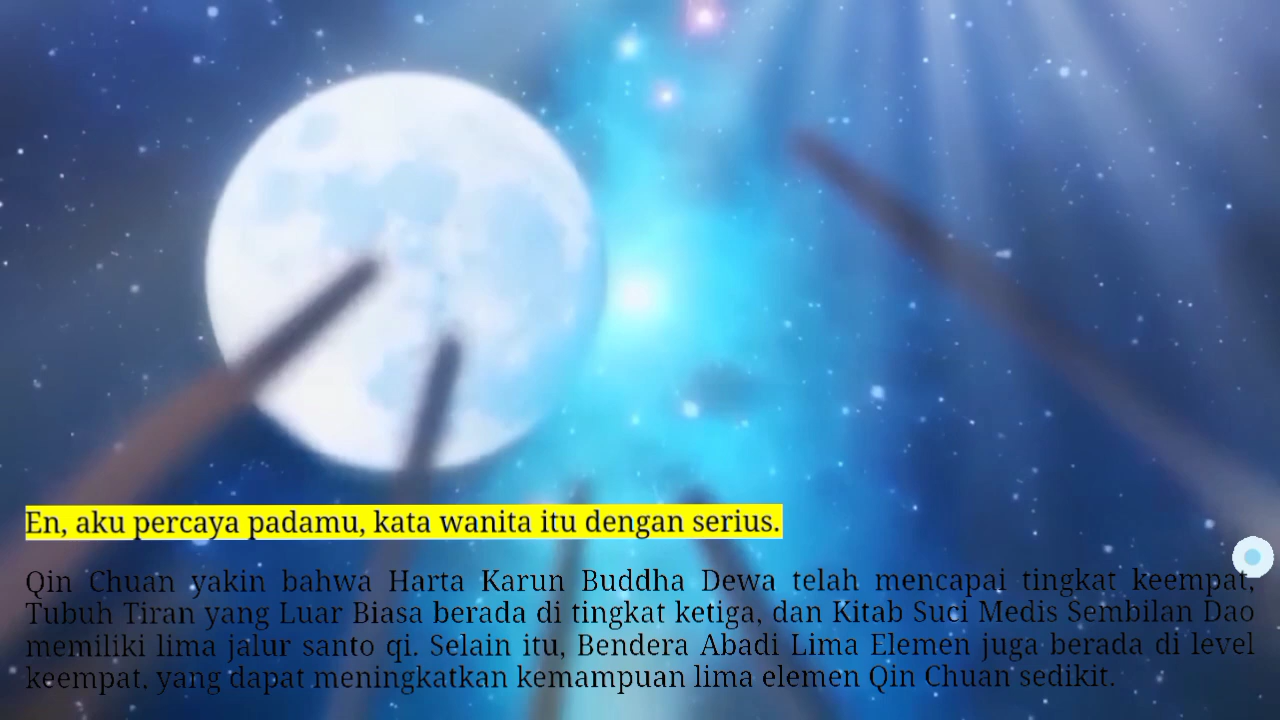 En, aku percaya padamu, kata wanita itu dengan serius.
Qin Chuan yakin bahwa Harta Karun Buddha Dewa telah mencapai tingkat keempat,
Tubuh Tiran yang Luar Biasa berada di tingkat ketiga, dan Kitab Suci Medis Sembilan Dao
memiliki lima jalur santo qi. Selain itu, Bendera Abadi Lima Elemen juga berada di level
keempat, yang dapat meningkatkan kemampuan lima elemen Qin Chuan sedikit.